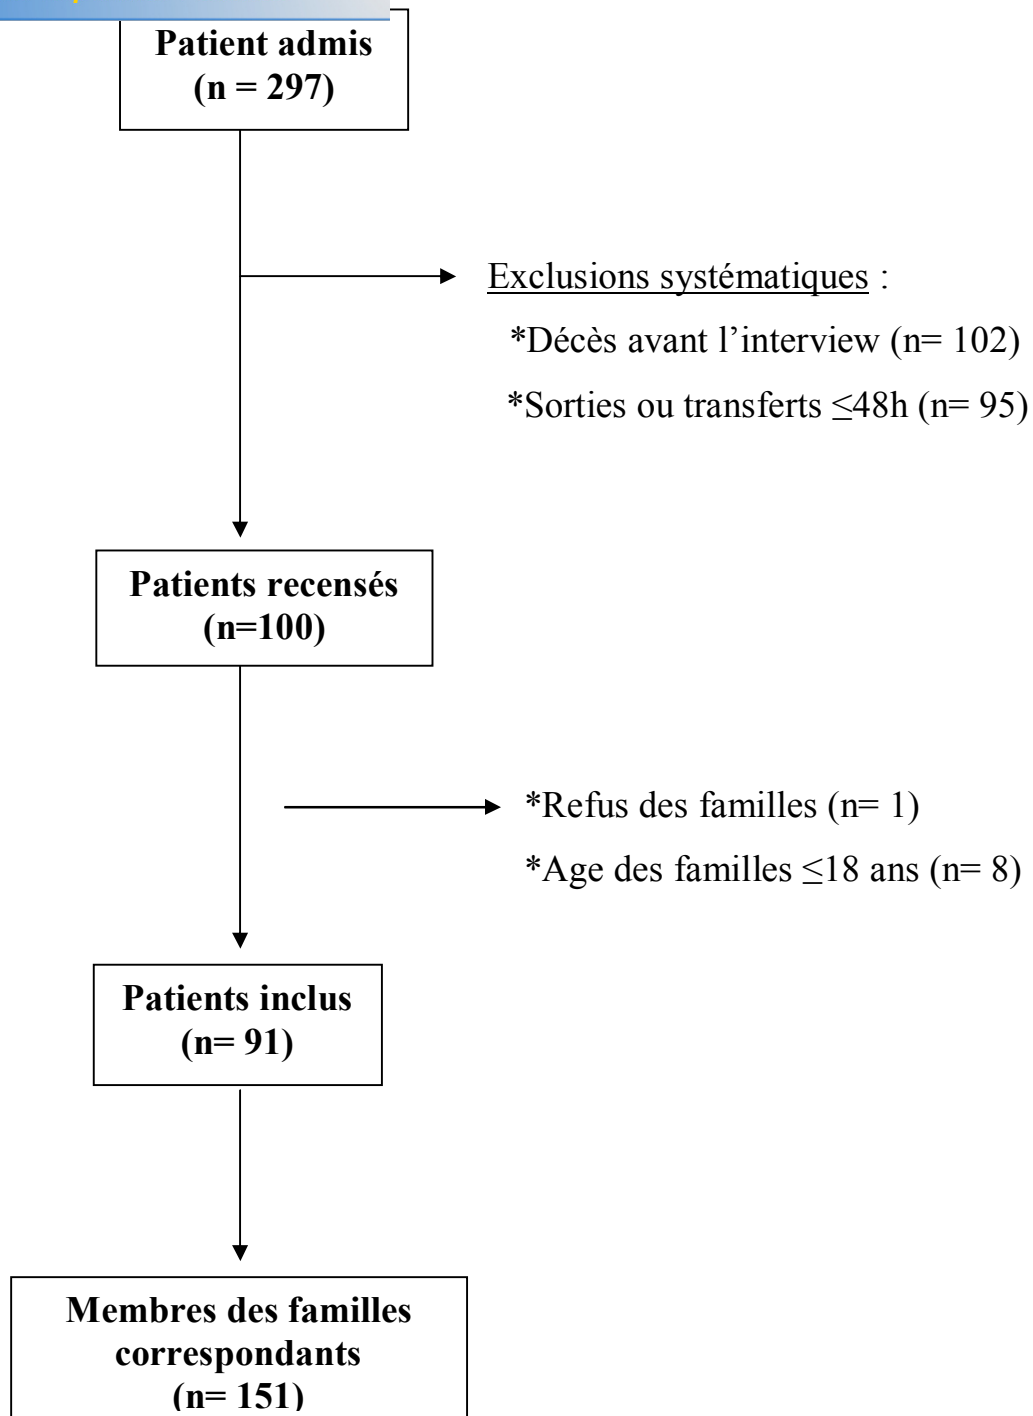 Patient admis
(n = 297)
Exclusions systématiques :
*Décès avant l’interview (n= 102)
*Sorties ou transferts ≤48h (n= 95)
Patients recensés
(n=100)
*Refus des familles (n= 1)
*Age des familles ≤18 ans (n= 8)
Patients inclus
(n= 91)
Membres des familles
correspondants
(n= 151)